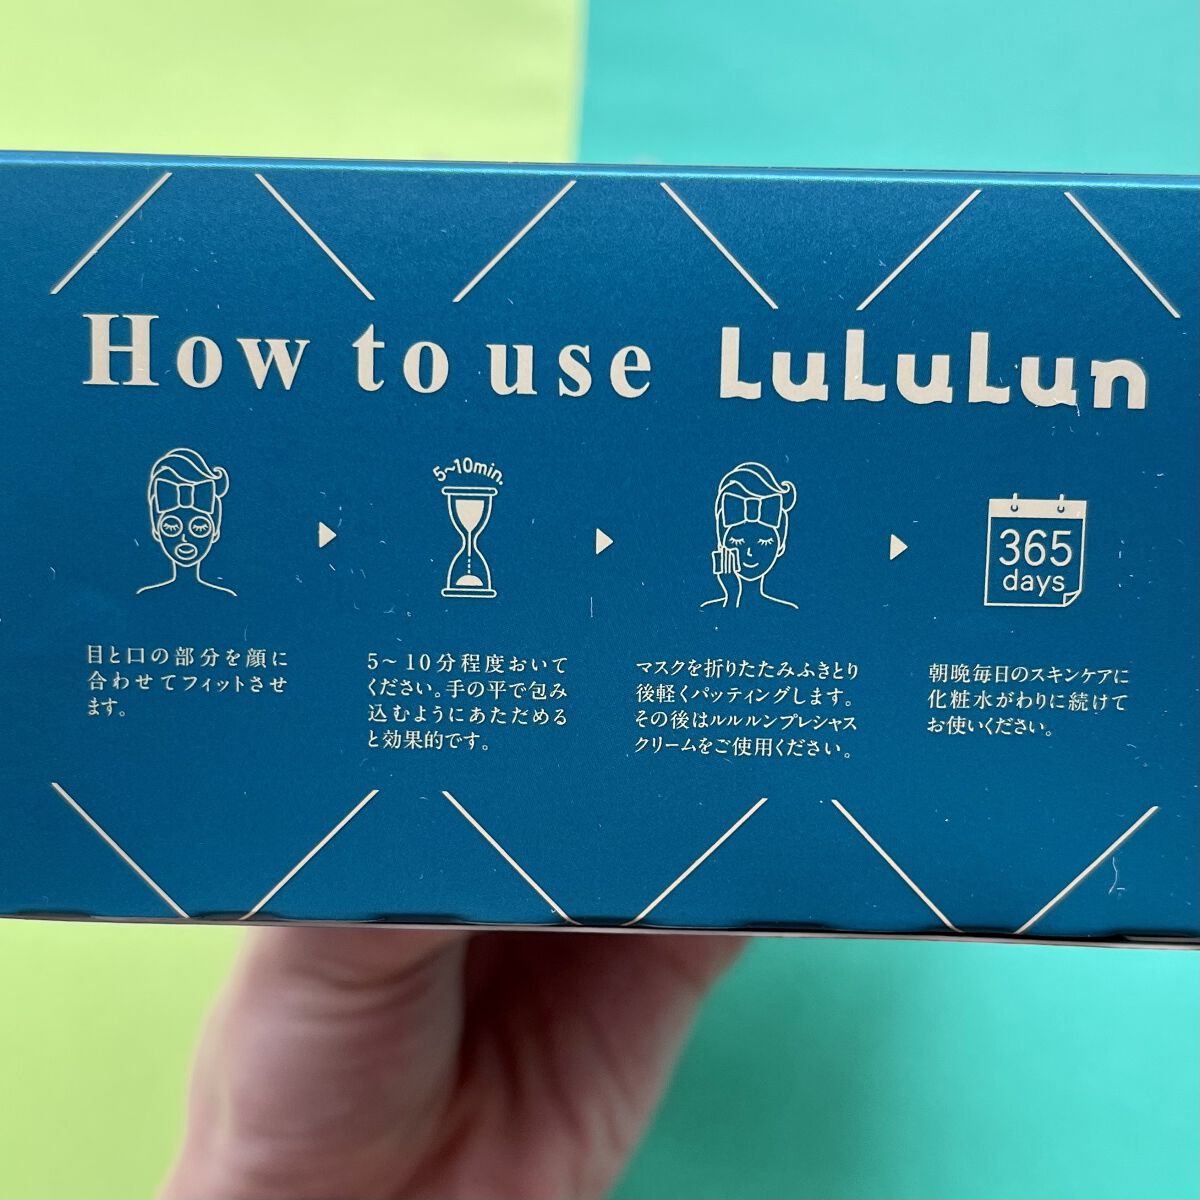 How to use LuLuLun
5~10min.
365
days
目と口の部分を顔に
合わせてフィットさせ
ます。
5～10分程度おいて
ください。手の平で包み
込むようにあただめる
と効果的です。
マスクを折りたたみふきとり
後軽くパッティングします。
その後はルルルンプレシャス
クリームをご使用ください。
朝晩毎日のスキンケアに
化粧水がわりに続けて
お使いください。